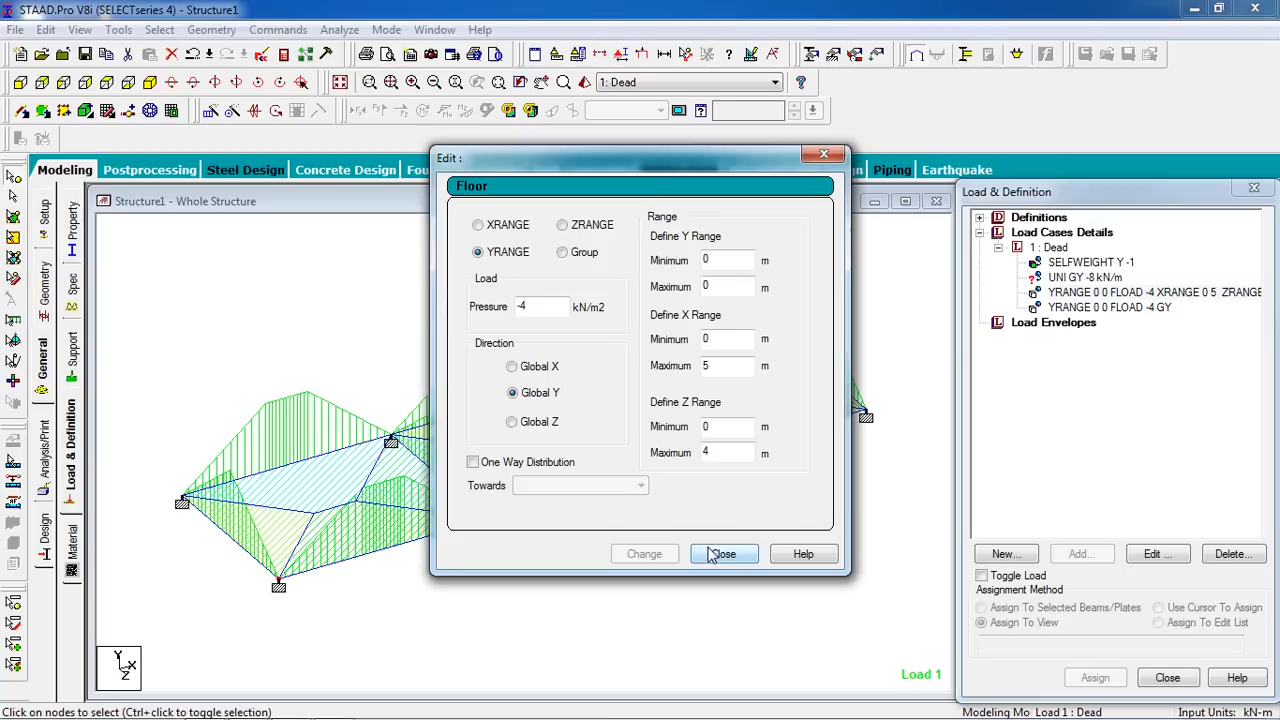 STAAD.Pro V8i (SELECTseries 4) - Structure1
File Edit View Tools Select Geometry Commands Analyze Mode Window Help
1: Dead
Modeling Postprocessing Steel Design Concrete Design Fou Piping Earthquake
Structure1 - Whole Structure
Setup
Geometry
General
Analysis/Print
Design
Property
Spec
Support
Load & Definition
Material
Edit :
Floor
XRANGE ZRANGE
YRANGE Group
Load
Pressure -4 kN/m2
Direction
Global X
Global Y
Global Z
One Way Distribution
Towards
Range
Define Y Range
Minimum 0 m
Maximum 0 m
Define X Range
Minimum 0 m
Maximum 5 m
Define Z Range
Minimum 0 m
Maximum 4 m
Change Close Help
Load & Definition
Definitions
Load Cases Details
1 : Dead
SELFWEIGHT Y -1
UNI GY -8 kN/m
YRANGE 0 0 FLOAD -4 XRANGE 0 5 ZRANGE
YRANGE 0 0 FLOAD -4 GY
Load Envelopes
New... Add... Edit ... Delete...
Toggle Load
Assignment Method
Assign To Selected Beams/Plates Use Cursor To Assign
Assign To View Assign To Edit List
Assign Close Help
Y
X
Z
Load 1
Click on nodes to select (Ctrl+click to toggle selection) Modeling Mo Load 1 : Dead Input Units: kN-m